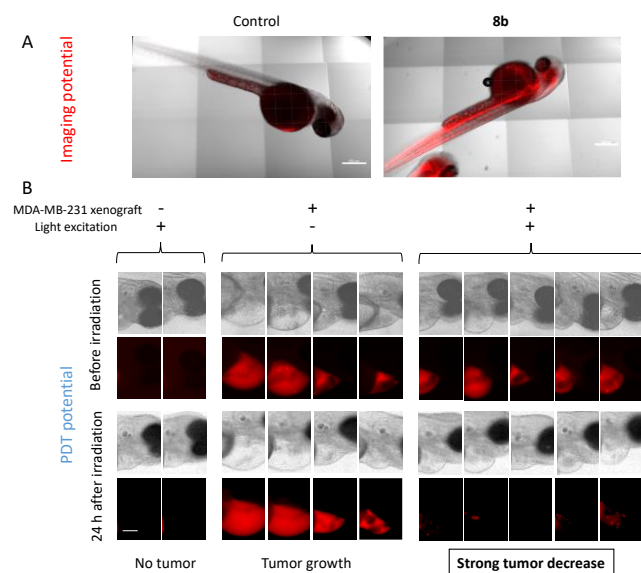 Control
8b
A
Imaging potential
B
MDA-MB-231 xenograft - + +
Light excitation + - +
PDT potential
Before irradiation
24 h after irradiation
No tumor
Tumor growth
Strong tumor decrease